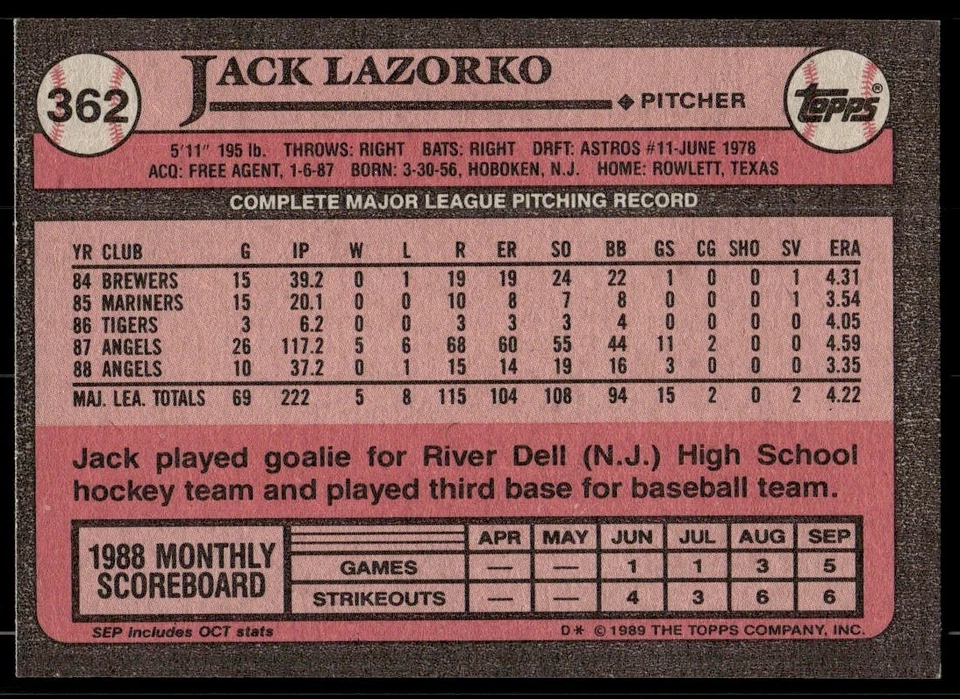 362
JACK LAZORKO
PITCHER
TOPPS®
5'11" 195 lb. THROWS: RIGHT BATS: RIGHT DRFT: ASTROS #11-JUNE 1978
ACQ: FREE AGENT, 1-6-87 BORN: 3-30-56, HOBOKEN, N.J. HOME: ROWLETT, TEXAS
COMPLETE MAJOR LEAGUE PITCHING RECORD
YR CLUB G IP W L R ER SO BB GS CG SHO SV ERA
84 BREWERS 15 39.2 0 1 19 19 24 22 1 0 0 1 4.31
85 MARINERS 15 20.1 0 0 10 8 7 8 0 0 0 1 3.54
86 TIGERS 3 6.2 0 0 3 3 3 4 0 0 0 0 4.05
87 ANGELS 26 117.2 5 6 68 60 55 44 11 2 0 0 4.59
88 ANGELS 10 37.2 0 1 15 14 19 16 3 0 0 0 3.35
MAJ. LEA. TOTALS 69 222 5 8 115 104 108 94 15 2 0 2 4.22
Jack played goalie for River Dell (N.J.) High School
hockey team and played third base for baseball team.
1988 MONTHLY
SCOREBOARD
APR MAY JUN JUL AUG SEP
GAMES — — 1 1 3 5
STRIKEOUTS — — 4 3 6 6
SEP includes OCT stats
D* © 1989 THE TOPPS COMPANY, INC.